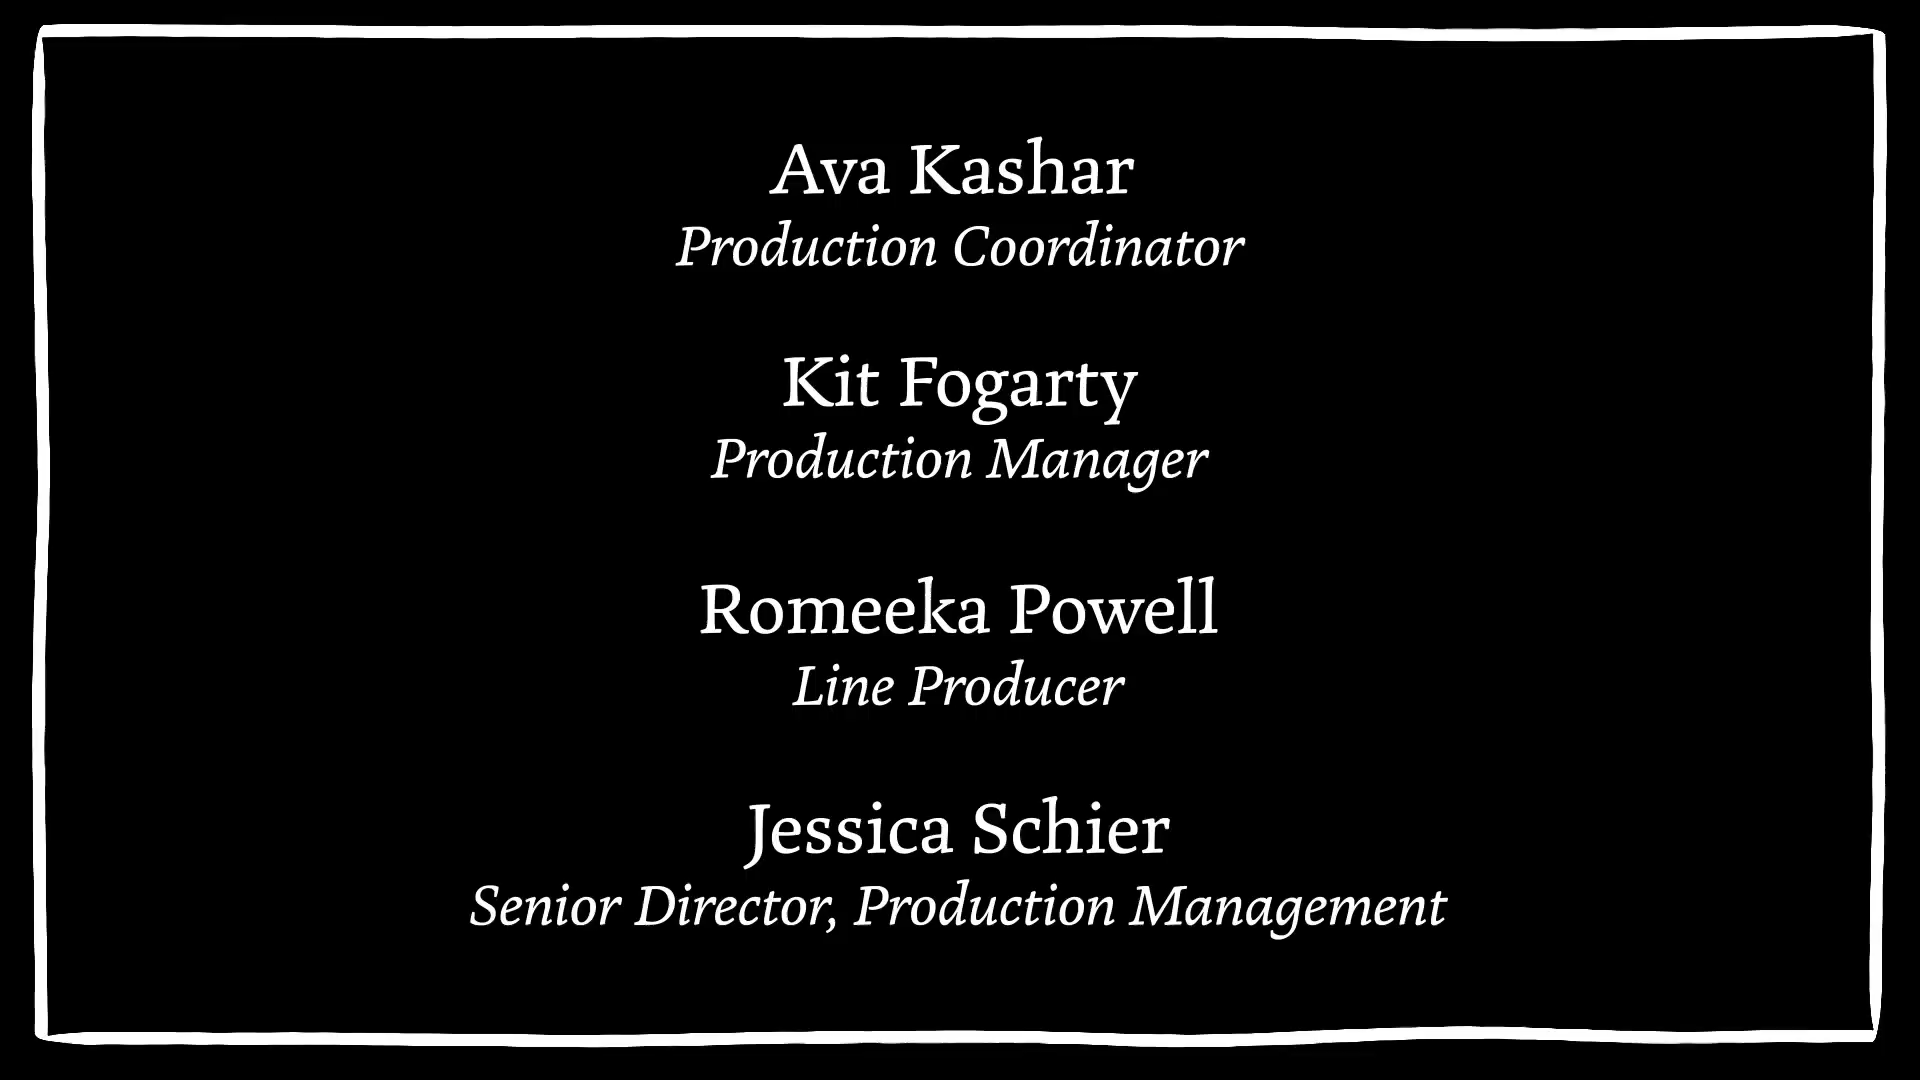 Ava Kashar
Production Coordinator
Kit Fogarty
Production Manager
Romeeka Powell
Line Producer
Jessica Schier
Senior Director, Production Management